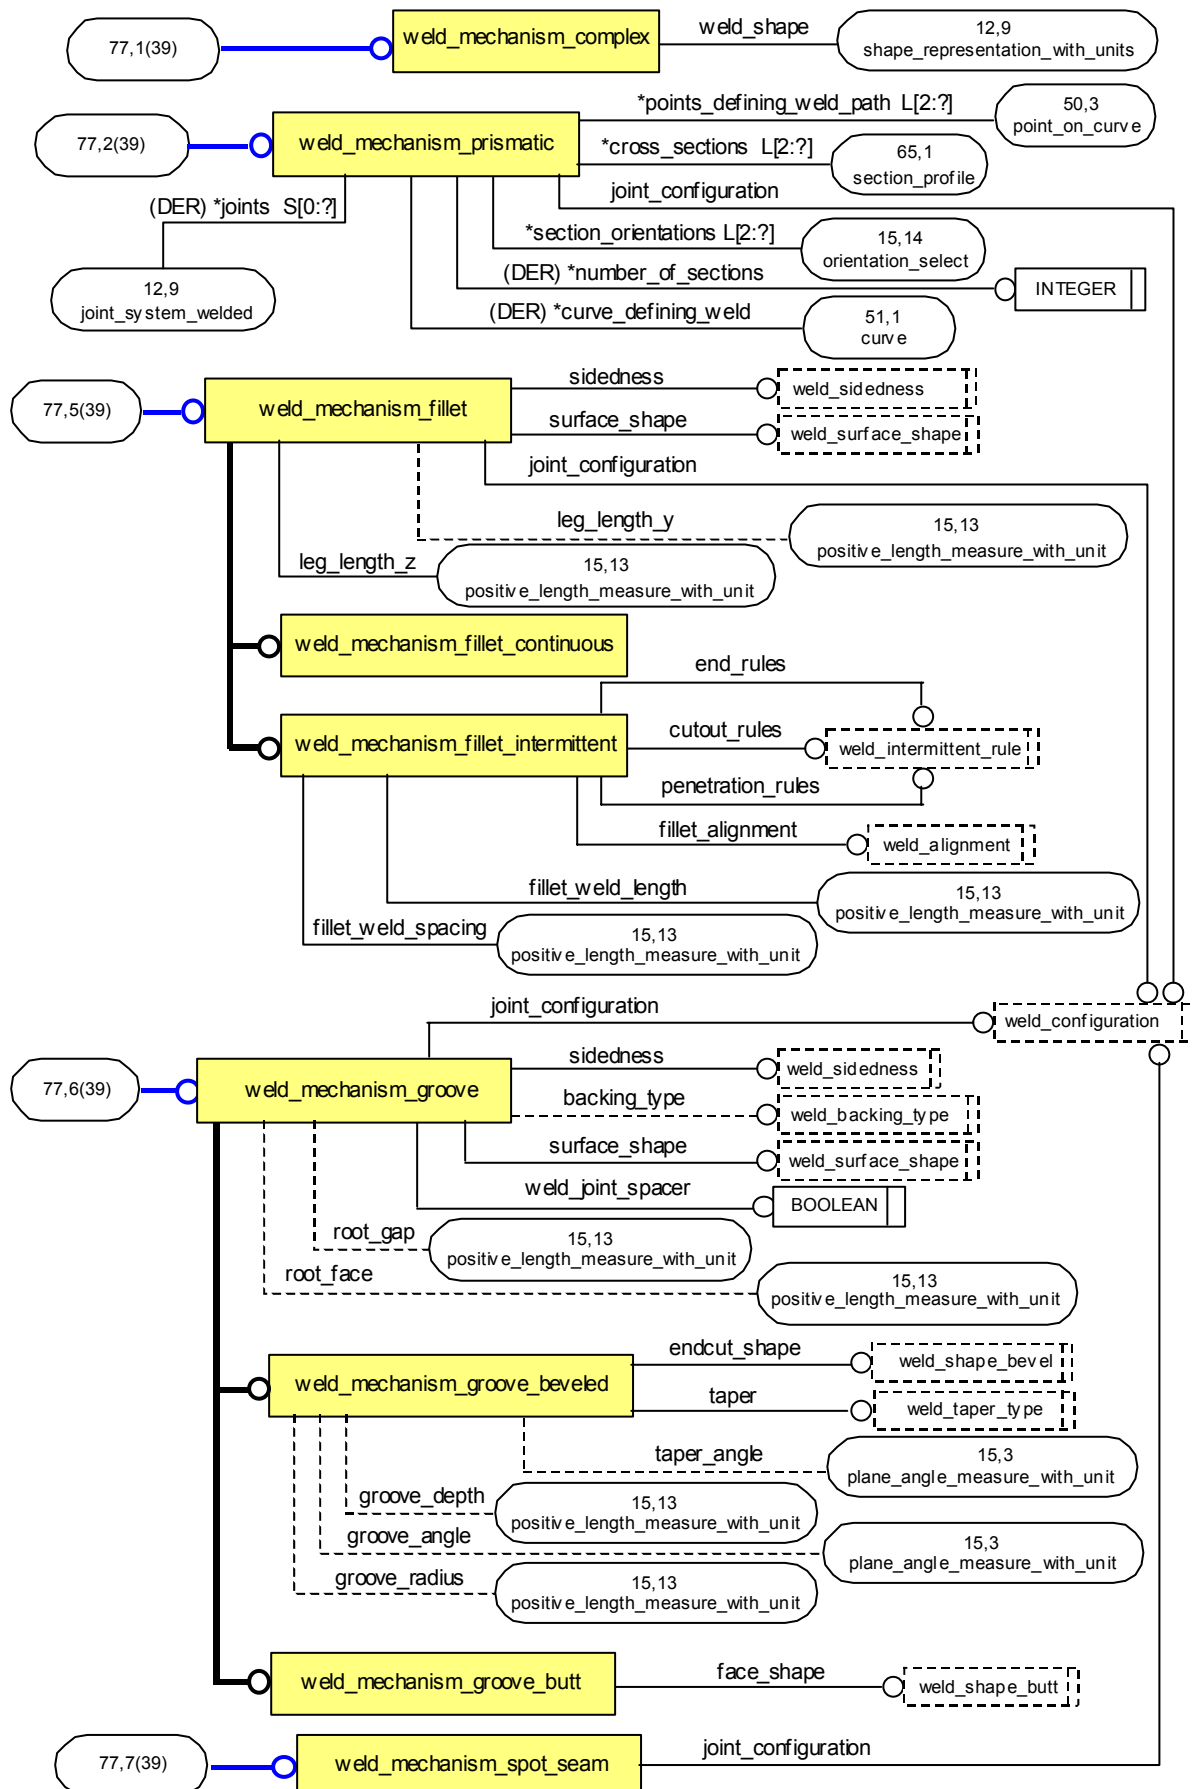 77,1(39)
weld_mechanism_complex
weld_shape
12,9
shape_representation_with_units
77,2(39)
weld_mechanism_prismatic
*points_defining_weld_path L[2:?]
50,3
point_on_curve
*cross_sections L[2:?]
65,1
section_profile
joint_configuration
(DER) *joints S[0:?]
12,9
joint_system_welded
*section_orientations L[2:?]
15,14
orientation_select
(DER) *number_of_sections
INTEGER
(DER) *curve_defining_weld
51,1
curve
77,5(39)
weld_mechanism_fillet
sidedness
weld_sidedness
surface_shape
weld_surface_shape
joint_configuration
leg_length_y
15,13
positive_length_measure_with_unit
leg_length_z
15,13
positive_length_measure_with_unit
weld_mechanism_fillet_continuous
end_rules
weld_mechanism_fillet_intermittent
cutout_rules
weld_intermittent_rule
penetration_rules
fillet_alignment
weld_alignment
fillet_weld_length
15,13
positive_length_measure_with_unit
fillet_weld_spacing
15,13
positive_length_measure_with_unit
joint_configuration
weld_configuration
77,6(39)
weld_mechanism_groove
sidedness
weld_sidedness
backing_type
weld_backing_type
surface_shape
weld_surface_shape
weld_joint_spacer
BOOLEAN
root_gap
15,13
positive_length_measure_with_unit
root_face
15,13
positive_length_measure_with_unit
weld_mechanism_groove_beveled
endcut_shape
weld_shape_bevel
taper
weld_taper_type
taper_angle
15,3
plane_angle_measure_with_unit
groove_depth
15,13
positive_length_measure_with_unit
groove_angle
15,3
plane_angle_measure_with_unit
groove_radius
15,13
positive_length_measure_with_unit
weld_mechanism_groove_butt
face_shape
weld_shape_butt
77,7(39)
weld_mechanism_spot_seam
joint_configuration